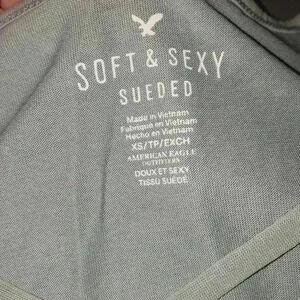 SOFT & SEXY
SUEDED
Made in Vietnam
Fabriqué en Vietnam
Hecho en Vietnam
XS/TP/EXCH
AMERICAN EAGLE
OUTFITTERS
DOUX ET SEXY
TISSU SUÉDÉ